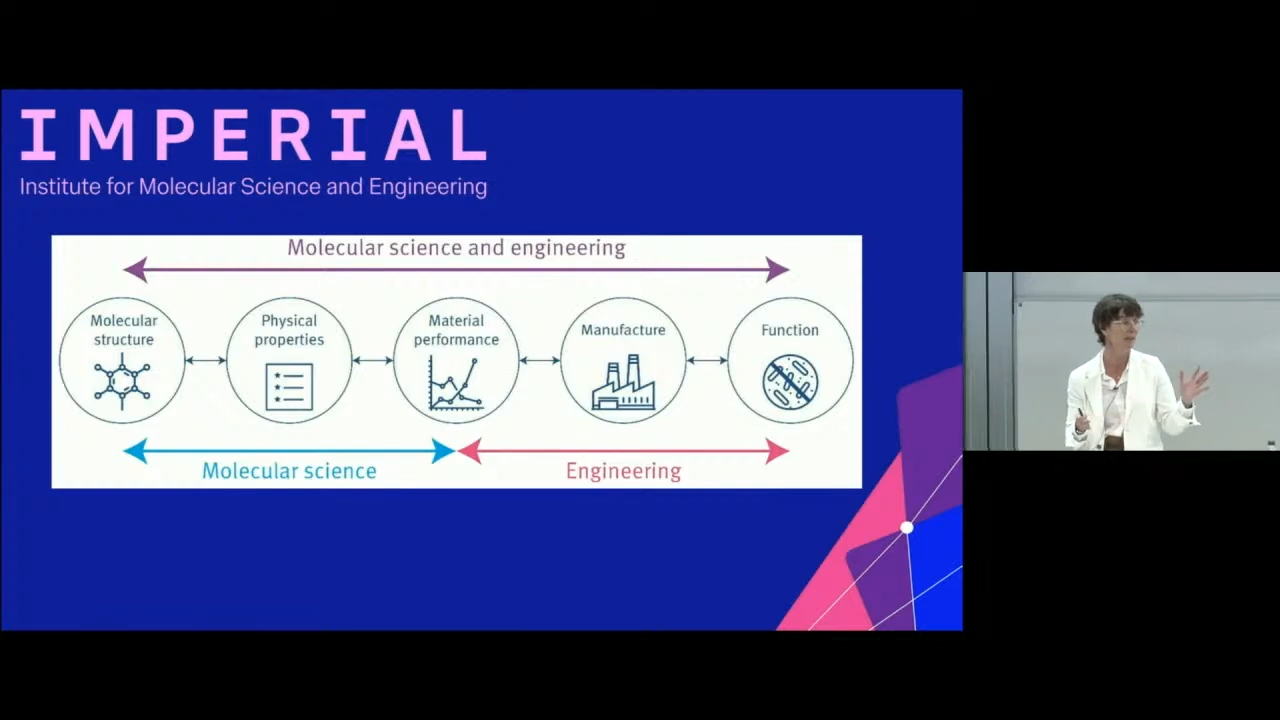 IMPERIAL
Institute for Molecular Science and Engineering
Molecular science and engineering
Molecular
structure
Physical
properties
Material
performance
Manufacture
Function
Molecular science
Engineering